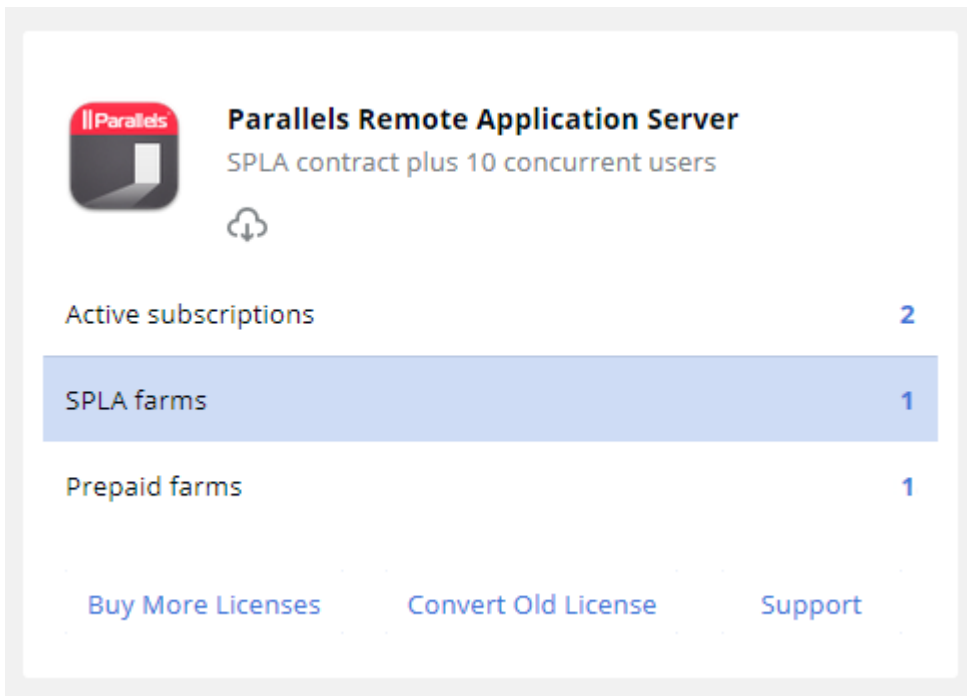 Parallels
Parallels Remote Application Server
SPLA contract plus 10 concurrent users
Active subscriptions 2
SPLA farms 1
Prepaid farms 1
Buy More Licenses Convert Old License Support